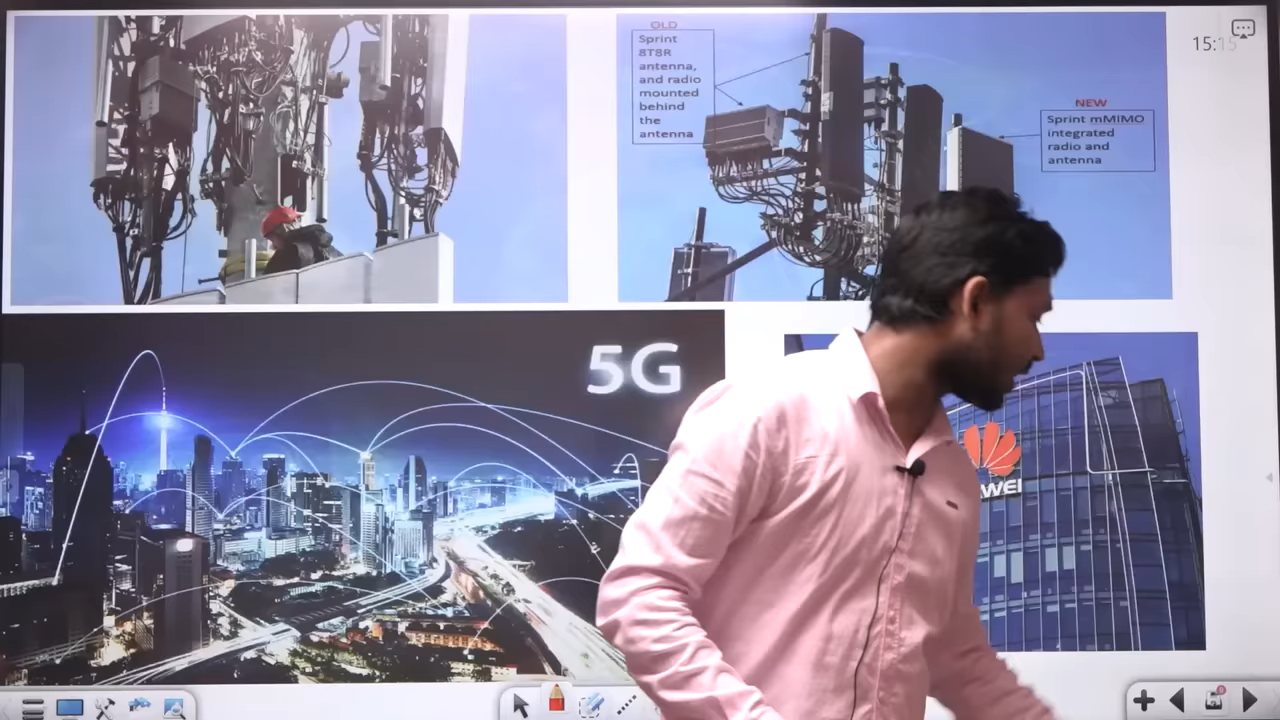 OLD
Sprint
8T8R
antenna,
and radio
mounted
behind
the
antenna
15:15
NEW
Sprint mMIMO
integrated
radio and
antenna
5G
WEI